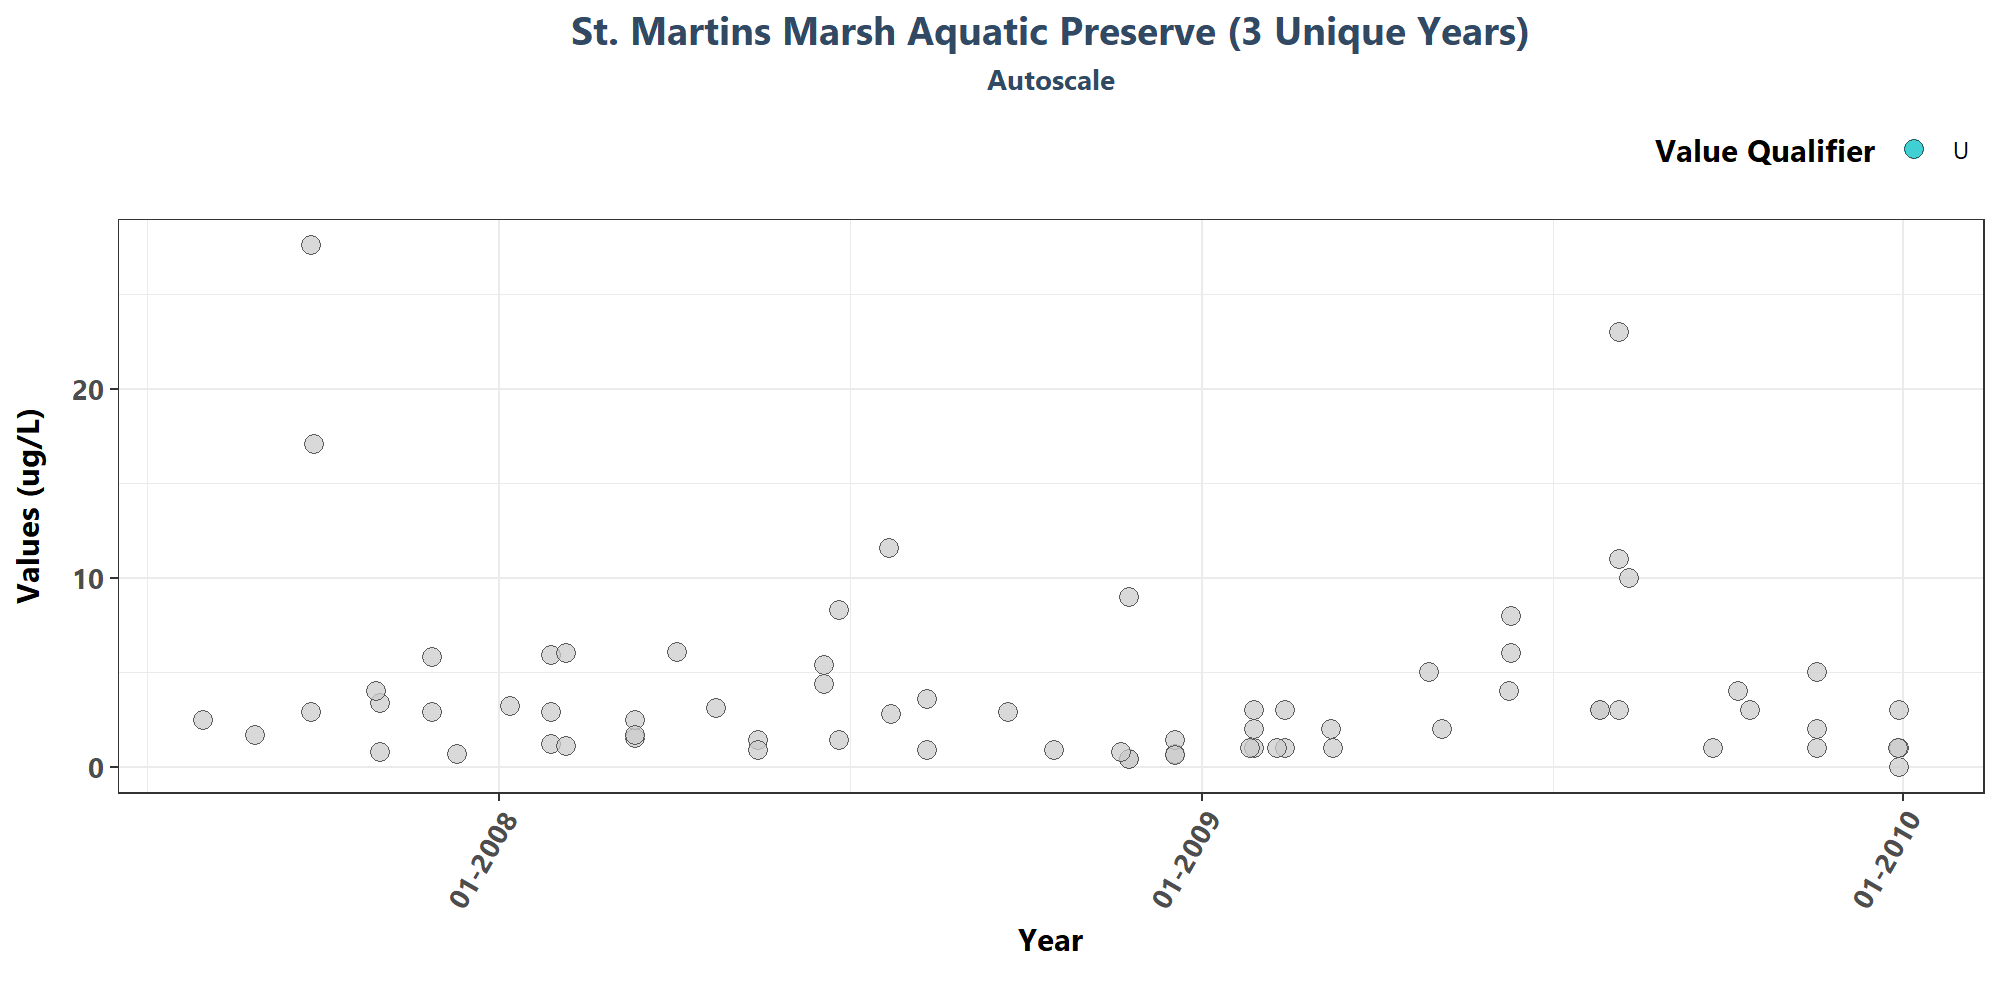 St. Martins Marsh Aquatic Preserve (3 Unique Years)
Autoscale
Value Qualifier U
Values (ug/L)
20
10
0
01-2008 01-2009 01-2010
Year